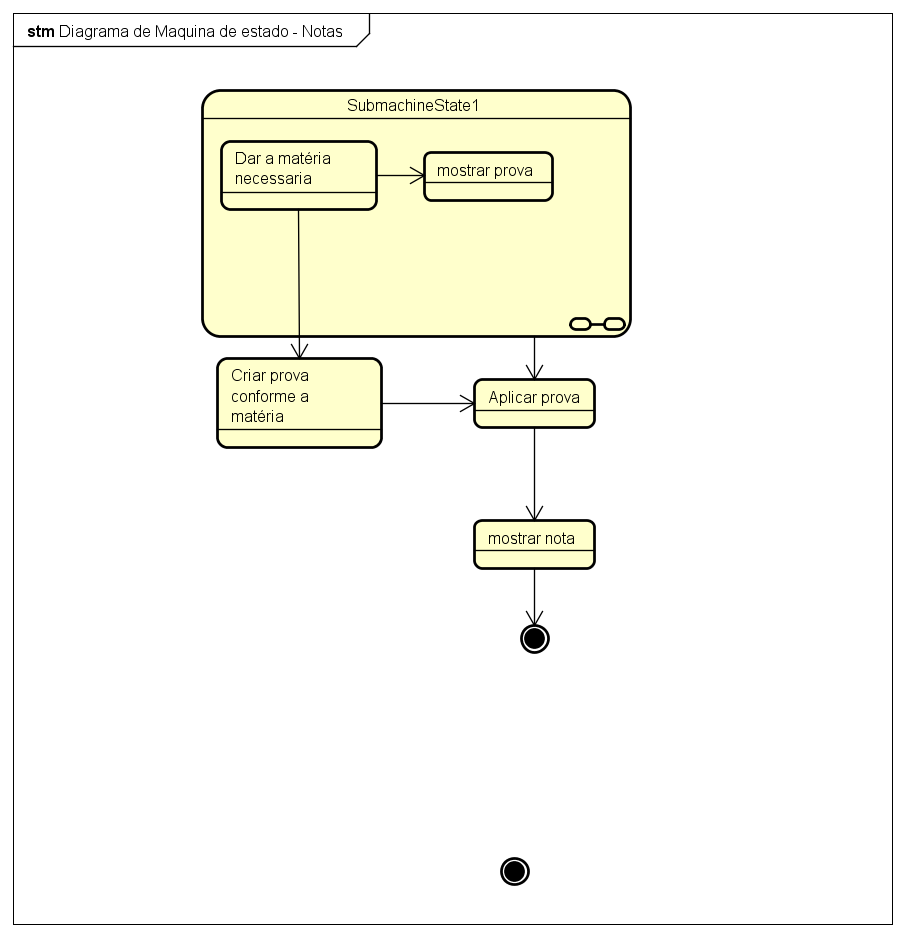 stm Diagrama de Maquina de estado - Notas
SubmachineState1
Dar a matéria
necessaria
mostrar prova
Criar prova
conforme a
matéria
Aplicar prova
mostrar nota